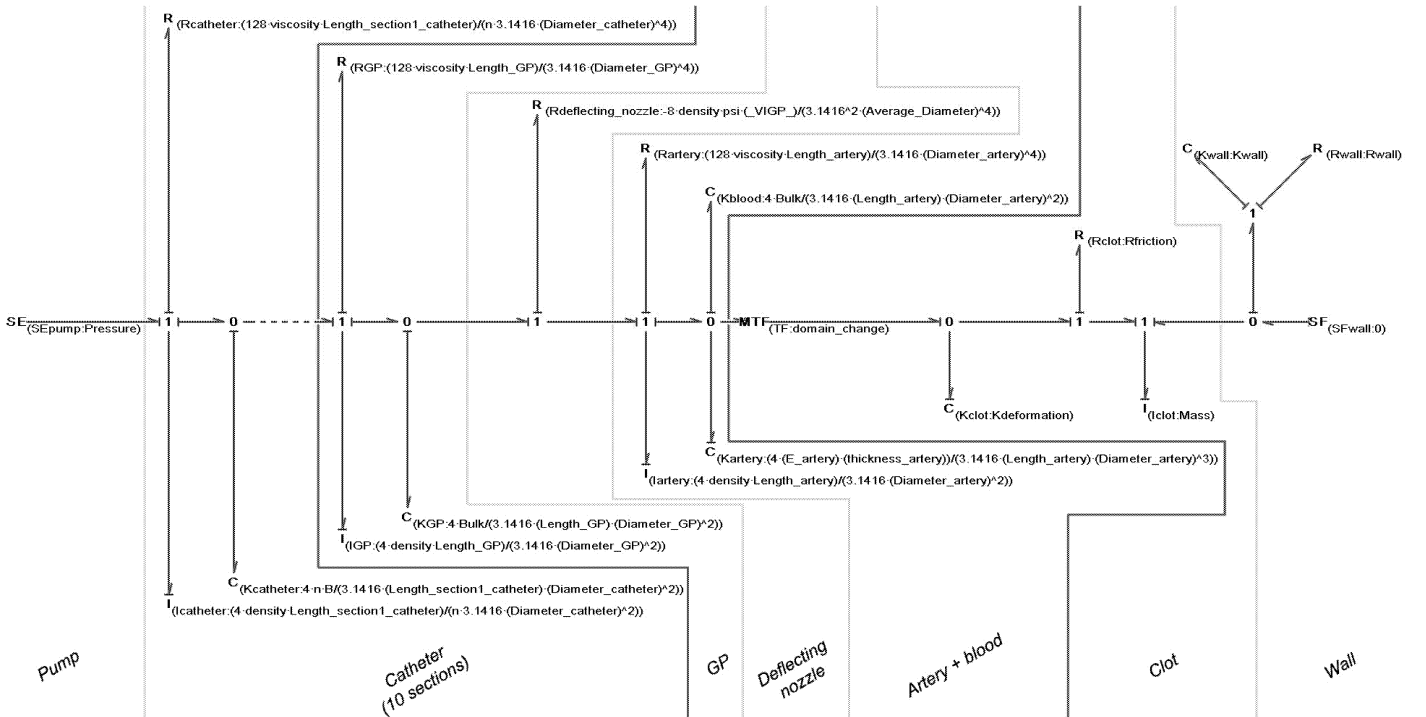 R (Rcatheter:(128·viscosity·Length_section1_catheter)/(n·3.1416·(Diameter_catheter)^4))
R (RGP:(128·viscosity·Length_GP)/(3.1416·(Diameter_GP)^4))
R (Rdeflecting_nozzle:-8·density·psi·(_VIGP_)/(3.1416^2·(Average_Diameter)^4))
R (Rartery:(128·viscosity·Length_artery)/(3.1416·(Diameter_artery)^4))
C (Kwall:Kwall) R (Rwall:Rwall)
C (Kblood:4·Bulk/(3.1416·(Length_artery)·(Diameter_artery)^2))
1
R (Rclot:Rfriction)
SE (SEpump:Pressure) 1 0 1 0 1 1 0 MTF (TF:domain_change) 0 1 1 0 SF (SFwall:0)
C (Kclot:Kdeformation) I (Iclot:Mass)
C (Kartery:(4·(E_artery)·(thickness_artery))/(3.1416·(Length_artery)·(Diameter_artery)^3))
I (Iartery:(4·density·Length_artery)/(3.1416·(Diameter_artery)^2))
C (KGP:4·Bulk/(3.1416·(Length_GP)·(Diameter_GP)^2))
I (IGP:(4·density·Length_GP)/(3.1416·(Diameter_GP)^2))
C (Kcatheter:4·n·B/(3.1416·(Length_section1_catheter)·(Diameter_catheter)^2))
I (Icatheter:(4·density·Length_section1_catheter)/(n·3.1416·(Diameter_catheter)^2))
Pump
Catheter
(10 sections)
GP
Deflecting
nozzle
Artery + blood
Clot
Wall